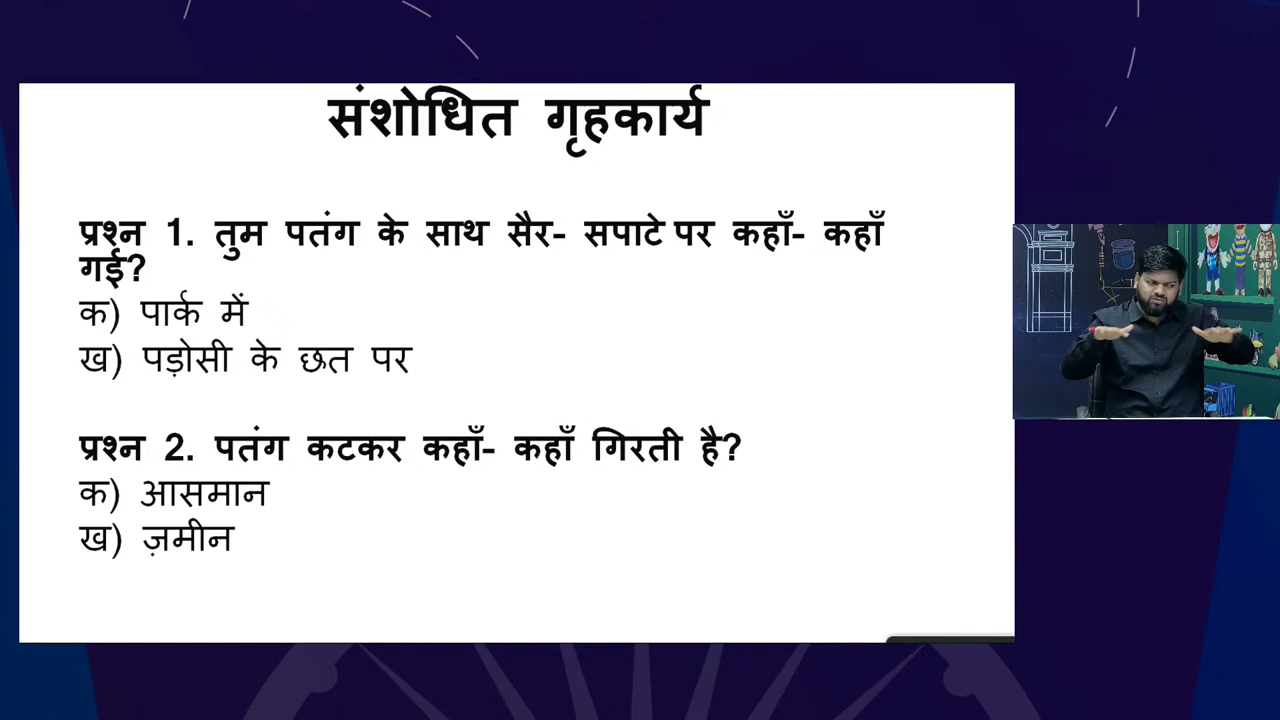 संशोधित गृहकार्य
प्रश्न 1. तुम पतंग के साथ सैर- सपाटे पर कहाँ- कहाँ
गई?
क) पार्क में
ख) पड़ोसी के छत पर
प्रश्न 2. पतंग कटकर कहाँ- कहाँ गिरती है?
क) आसमान
ख) ज़मीन